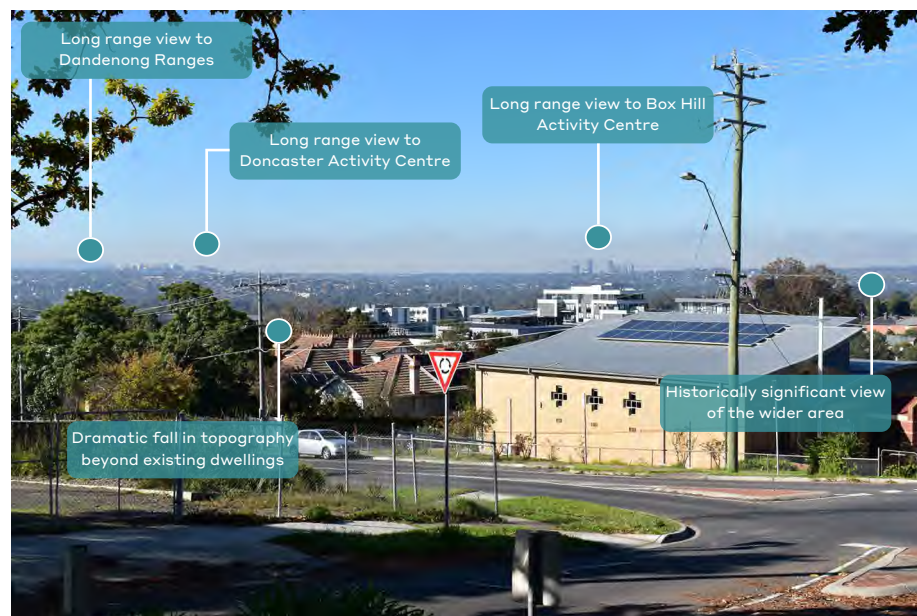 Long range view to
Dandenong Ranges
Long range view to
Doncaster Activity Centre
Long range view to Box Hill
Activity Centre
Dramatic fall in topography
beyond existing dwellings
Historically significant view
of the wider area